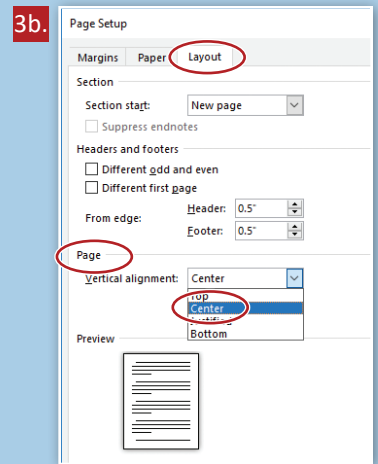 3b.
Page Setup
Margins Paper Layout
Section
Section start: New page
Suppress endnotes
Headers and footers
Different odd and even
Different first page
From edge: Header: 0.5"
Footer: 0.5"
Page
Vertical alignment: Center
Top
Center
Justified
Bottom
Preview